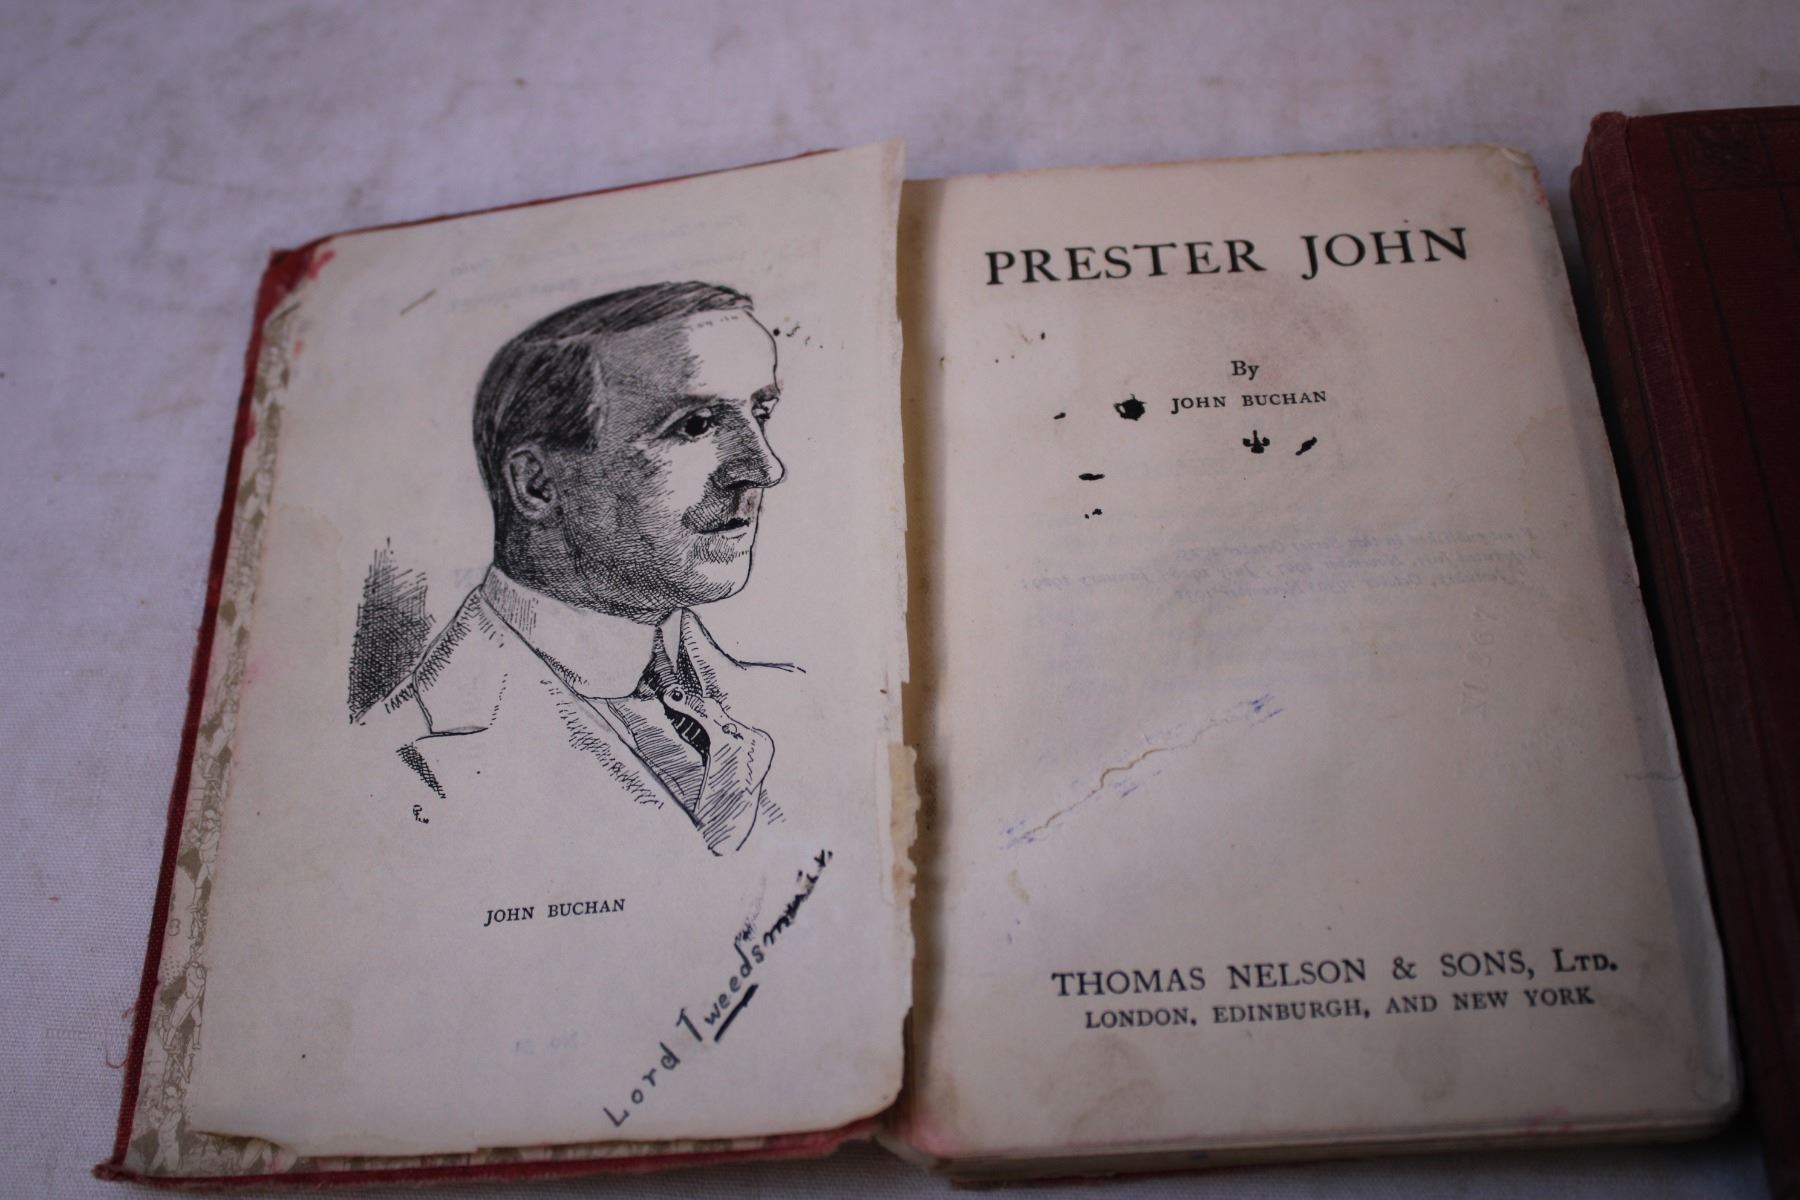 JOHN BUCHAN
Lord Tweedsmuir.
PRESTER JOHN
By
JOHN BUCHAN
THOMAS NELSON & SONS, LTD.
LONDON, EDINBURGH, AND NEW YORK